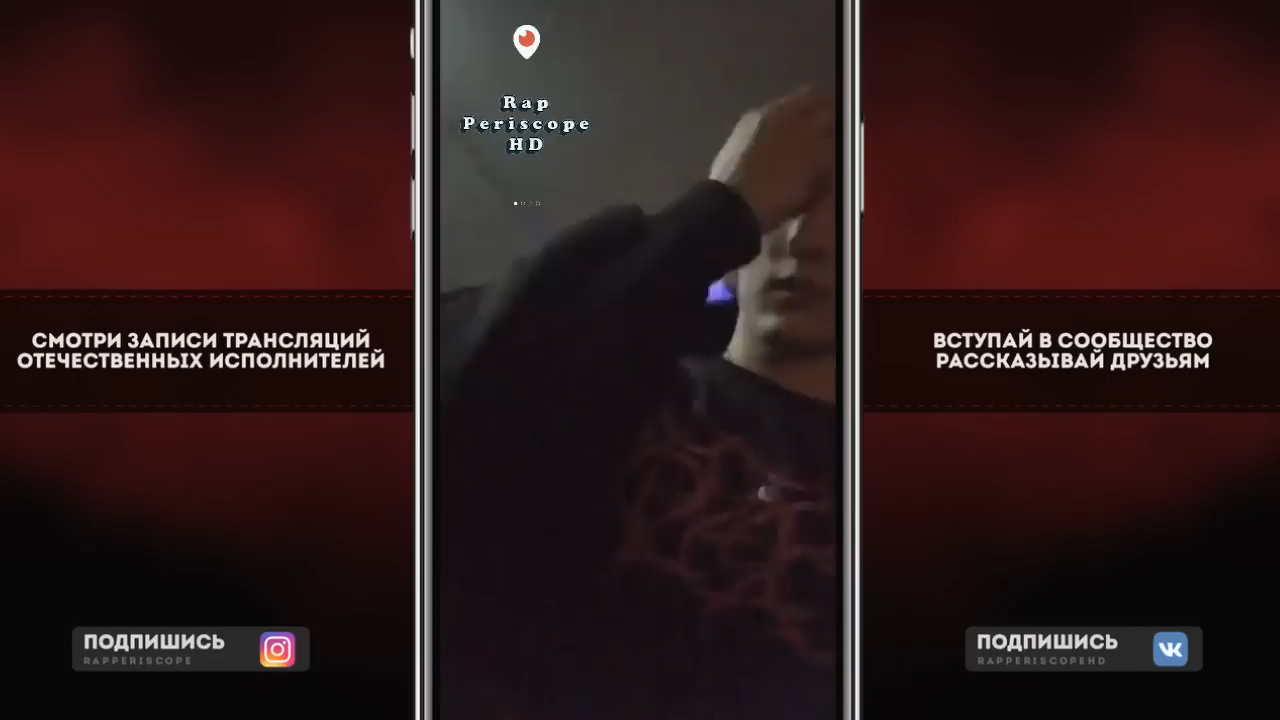 Rap
Periscope
HD
СМОТРИ ЗАПИСИ ТРАНСЛЯЦИЙ
ОТЕЧЕСТВЕННЫХ ИСПОЛНИТЕЛЕЙ
ВСТУПАЙ В СООБЩЕСТВО
РАССКАЗЫВАЙ ДРУЗЬЯМ
ПОДПИШИСЬ
RAPPERISCOPE
ПОДПИШИСЬ
RAPPERISCOPEHD